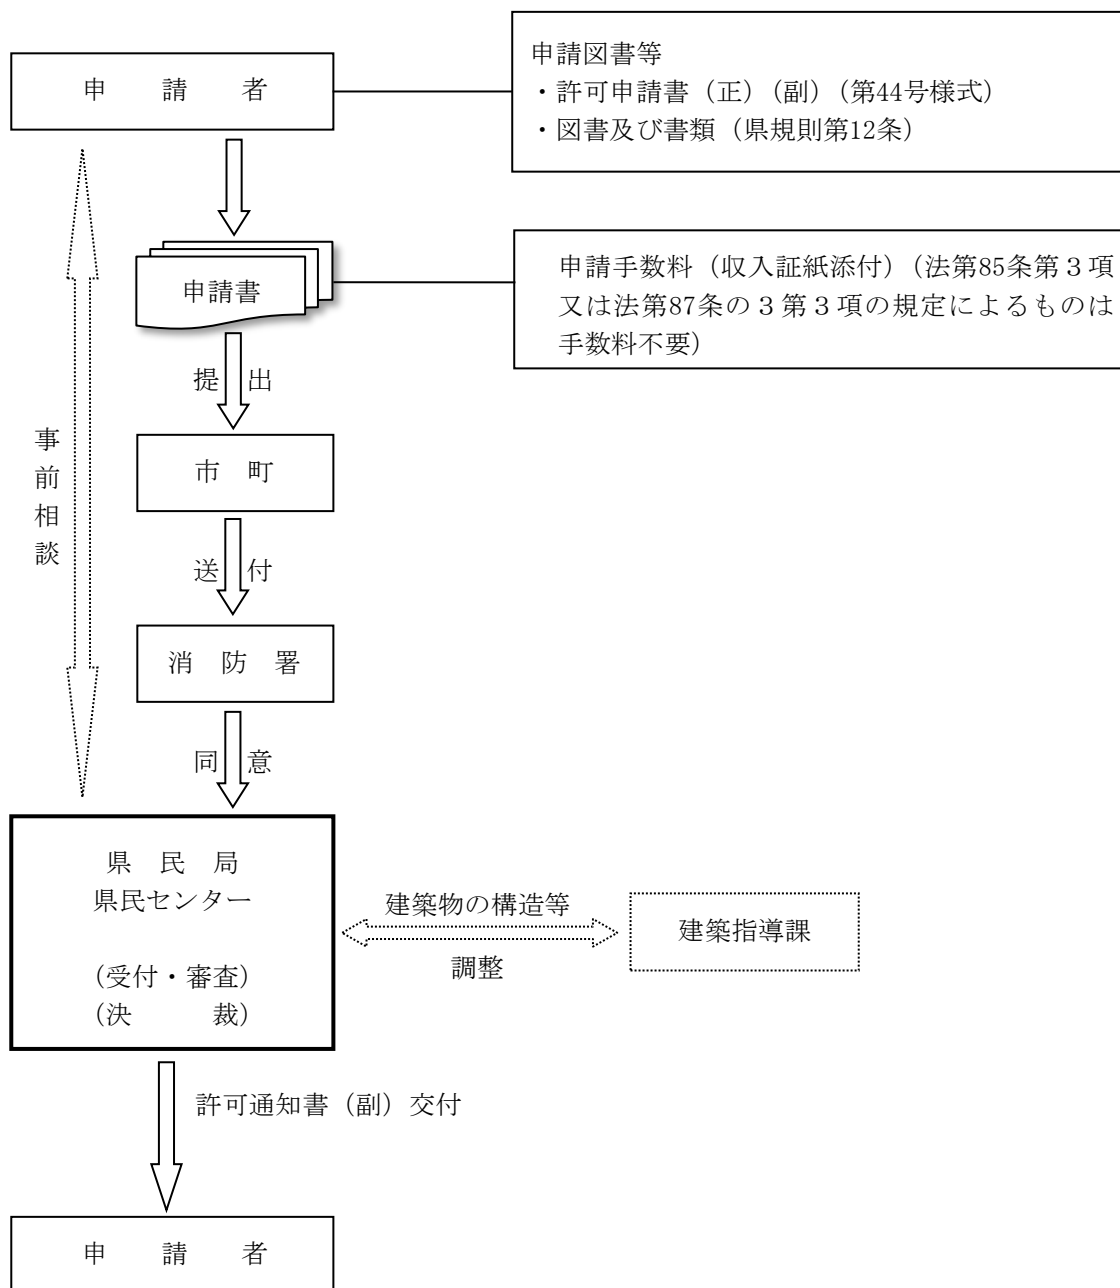 申　請　者
申請図書等
・許可申請書（正）（副）（第44号様式）
・図書及び書類（県規則第12条）
申請書
申請手数料（収入証紙添付）（法第85条第３項
又は法第87条の３第３項の規定によるものは
手数料不要）
提出
市　町
送付
消　防　署
同意
事前相談
県　民　局
県民センター
（受付・審査）
（決　　　裁）
建築物の構造等
調整
建築指導課
許可通知書（副）交付
申　請　者